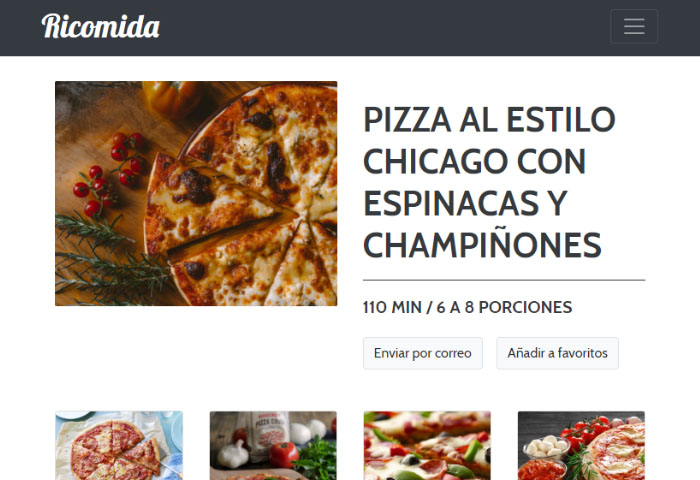 Ricomida
PIZZA AL ESTILO
CHICAGO CON
ESPINACAS Y
CHAMPIÑONES
110 MIN / 6 A 8 PORCIONES
Enviar por correo
Añadir a favoritos